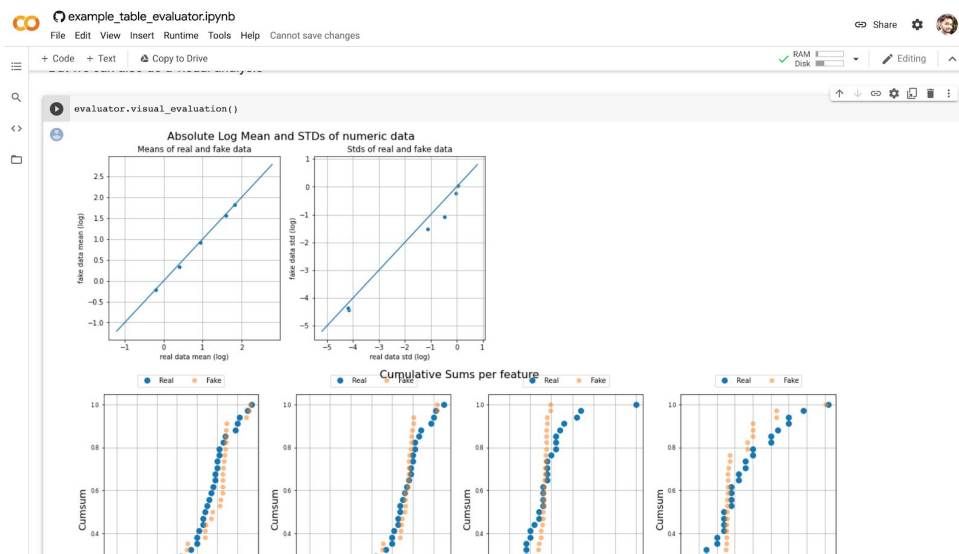 example_table_evaluator.ipynb
File Edit View Insert Runtime Tools Help Cannot save changes
Share
+ Code + Text Copy to Drive
RAM
Disk
Editing
evaluator.visual_evaluation()
Absolute Log Mean and STDs of numeric data
Means of real and fake data
fake data mean (log)
2.5
2.0
1.5
1.0
0.5
0.0
−0.5
−1.0
−1 0 1 2
real data mean (log)
Stds of real and fake data
fake data std (log)
1
0
−1
−2
−3
−4
−5
−5 −4 −3 −2 −1 0 1
real data std (log)
Cumulative Sums per feature
Real Fake
Real Fake
Real Fake
Real Fake
1.0
0.8
0.6
0.4
Cumsum
1.0
0.8
0.6
0.4
Cumsum
1.0
0.8
0.6
0.4
Cumsum
1.0
0.8
0.6
0.4
Cumsum